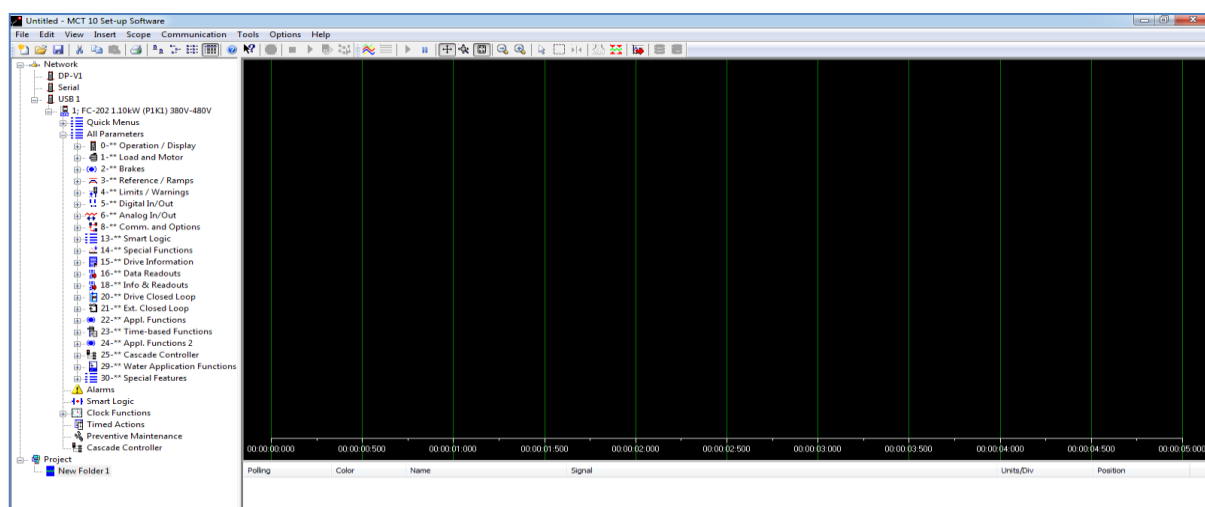 Untitled - MCT 10 Set-up Software
File Edit View Insert Scope Communication Tools Options Help
Network
DP-V1
Serial
USB 1
1; FC-202 1.10kW (P1K1) 380V-480V
Quick Menus
All Parameters
0-** Operation / Display
1-** Load and Motor
2-** Brakes
3-** Reference / Ramps
4-** Limits / Warnings
5-** Digital In/Out
6-** Analog In/Out
8-** Comm. and Options
13-** Smart Logic
14-** Special Functions
15-** Drive Information
16-** Data Readouts
18-** Info & Readouts
20-** Drive Closed Loop
21-** Ext. Closed Loop
22-** Appl. Functions
23-** Time-based Functions
24-** Appl. Functions 2
25-** Cascade Controller
29-** Water Application Functions
30-** Special Features
Alarms
Smart Logic
Clock Functions
Timed Actions
Preventive Maintenance
Cascade Controller
Project
New Folder 1
00:00:00:000 00:00:00:500 00:00:01:000 00:00:01:500 00:00:02:000 00:00:02:500 00:00:03:000 00:00:03:500 00:00:04:000 00:00:04:500 00:00:05:000
Polling Color Name Signal Units/Div Position